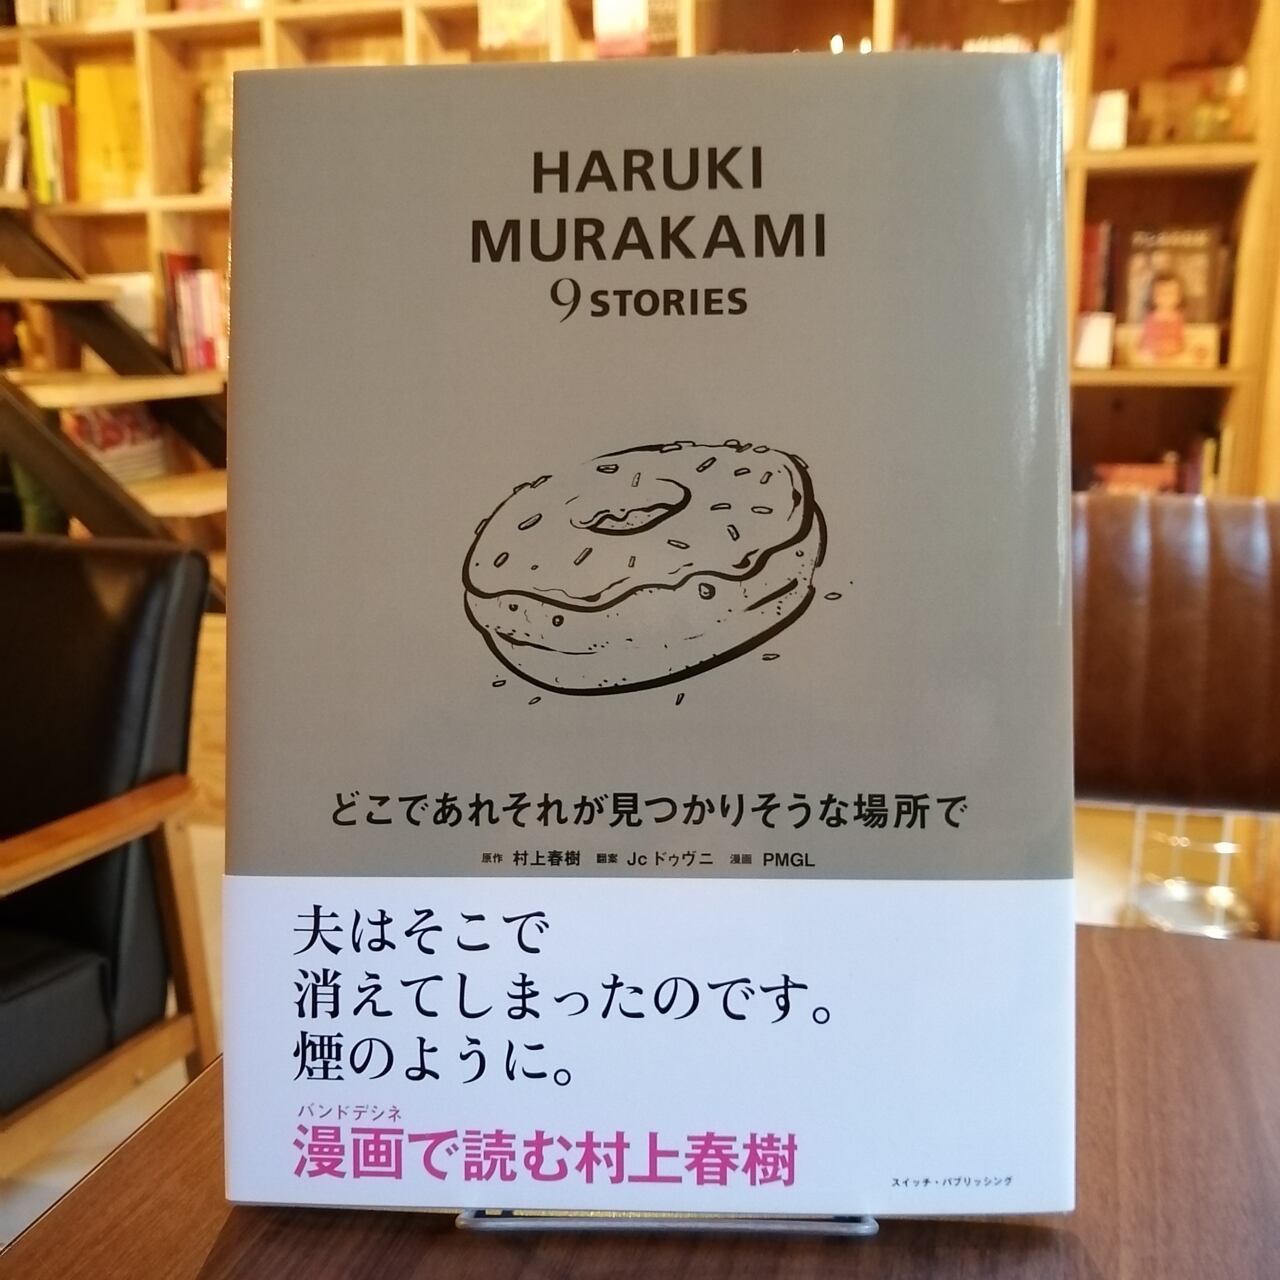 HARUKI
MURAKAMI
9 STORIES
どこであれそれが見つかりそうな場所で
原作 村上春樹 翻案 Jc ドゥヴニ 漫画 PMGL
夫はそこで
消えてしまったのです。
煙のように。
バンドデシネ
漫画で読む村上春樹
スイッチ・パブリッシング